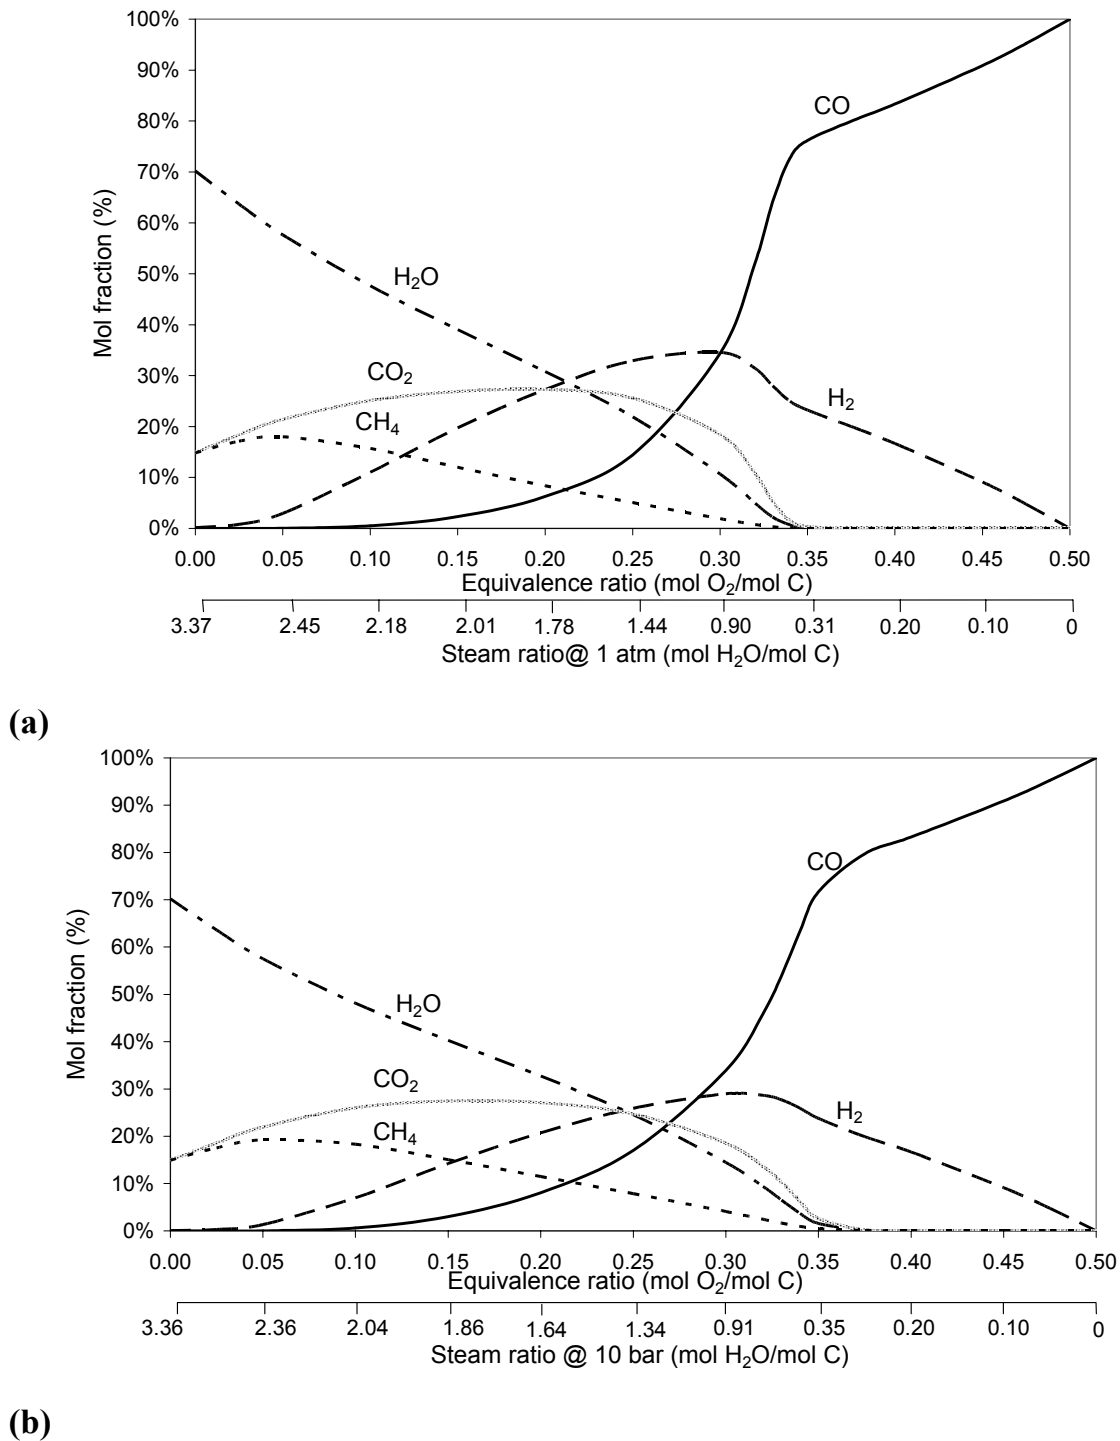 100%
90%
80%
70%
60%
50%
40%
30%
20%
10%
0%
Mol fraction (%)
CO
H₂O
CO₂
CH₄
H₂
0.00 0.05 0.10 0.15 0.20 0.25 0.30 0.35 0.40 0.45 0.50
Equivalence ratio (mol O₂/mol C)
3.37 2.45 2.18 2.01 1.78 1.44 0.90 0.31 0.20 0.10 0
Steam ratio@ 1 atm (mol H₂O/mol C)
(a)
100%
90%
80%
70%
60%
50%
40%
30%
20%
10%
0%
Mol fraction (%)
CO
H₂O
CO₂
CH₄
H₂
0.00 0.05 0.10 0.15 0.20 0.25 0.30 0.35 0.40 0.45 0.50
Equivalence ratio (mol O₂/mol C)
3.36 2.36 2.04 1.86 1.64 1.34 0.91 0.35 0.20 0.10 0
Steam ratio @ 10 bar (mol H₂O/mol C)
(b)